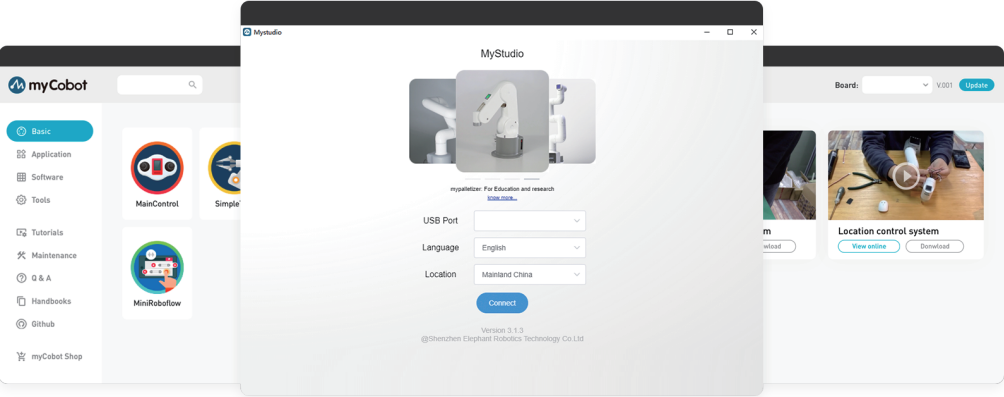 Mystudio
MyStudio
mypalletizer: For Education and research
know more...
USB Port
Language
English
Location
Mainland China
Connect
Version 3.1.3
@Shenzhen Elephant Robotics Technology Co.Ltd
myCobot
Basic
Application
Software
Tools
Tutorials
Maintenance
Q & A
Handbooks
Github
myCobot Shop
MainControl
Simple
MiniRoboflow
Board:
V.001
Update
m
wload
Location control system
View online
Donwload